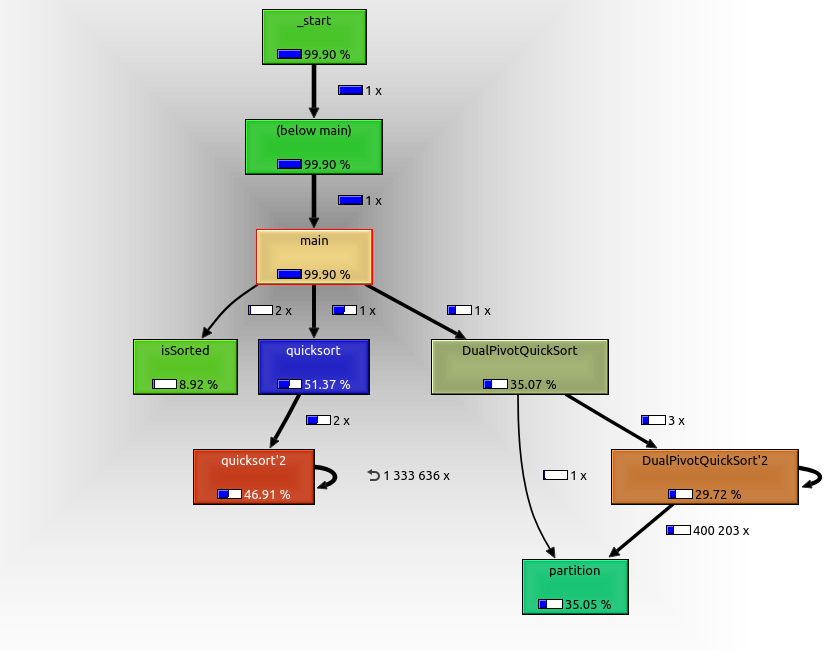 _start
99.90 %
1 x
(below main)
99.90 %
1 x
main
99.90 %
2 x
1 x
1 x
isSorted
8.92 %
quicksort
51.37 %
DualPivotQuickSort
35.07 %
2 x
3 x
quicksort'2
46.91 %
1 333 636 x
1 x
DualPivotQuickSort'2
29.72 %
400 203 x
partition
35.05 %